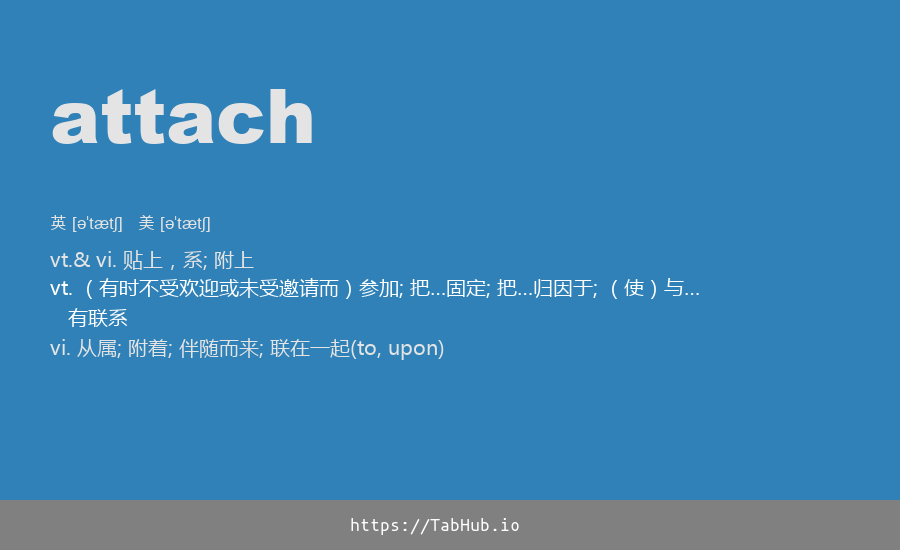 attach
英 [ə'tætʃ] 美 [ə'tætʃ]
vt.& vi. 贴上，系; 附上
vt. （有时不受欢迎或未受邀请而）参加; 把…固定; 把…归因于; （使）与…
有联系
vi. 从属; 附着; 伴随而来; 联在一起(to, upon)
https://TabHub.io